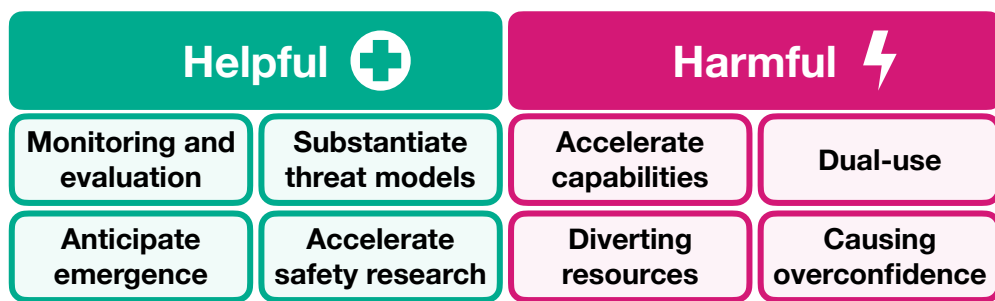 Helpful
Harmful
Monitoring and
evaluation
Substantiate
threat models
Accelerate
capabilities
Dual-use
Anticipate
emergence
Accelerate
safety research
Diverting
resources
Causing
overconfidence